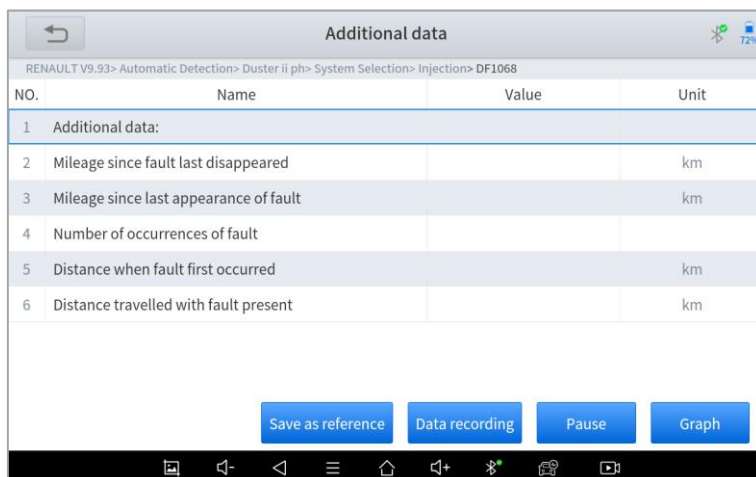 Additional data
72%
RENAULT V9.93> Automatic Detection> Duster ii ph> System Selection> Injection> DF1068
NO. Name Value Unit
1 Additional data:
2 Mileage since fault last disappeared km
3 Mileage since last appearance of fault km
4 Number of occurrences of fault
5 Distance when fault first occurred km
6 Distance travelled with fault present km
Save as reference Data recording Pause Graph